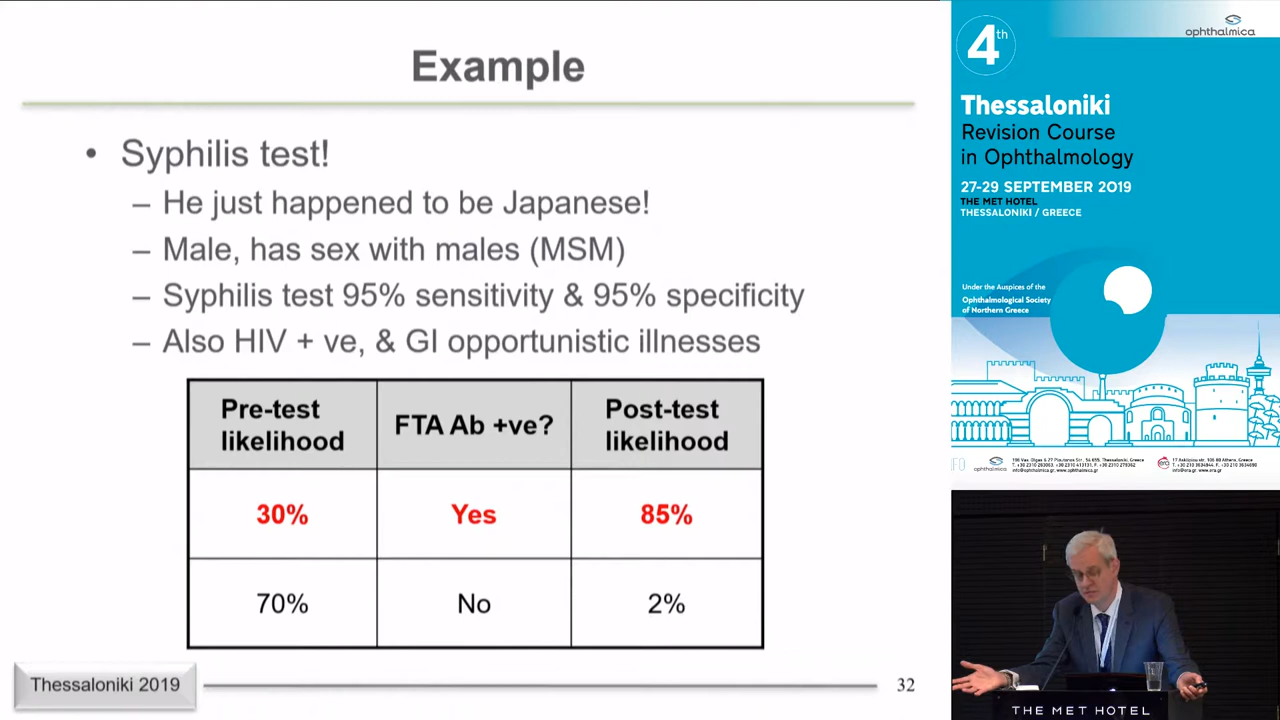 Example
• Syphilis test!
– He just happened to be Japanese!
– Male, has sex with males (MSM)
– Syphilis test 95% sensitivity & 95% specificity
– Also HIV + ve, & GI opportunistic illnesses
Pre-test likelihood
FTA Ab +ve?
Post-test likelihood
30%
Yes
85%
70%
No
2%
Thessaloniki 2019
32
ophthalmica
4th
Thessaloniki
Revision Course
in Ophthalmology
27-29 SEPTEMBER 2019
THE MET HOTEL
THESSALONIKI / GREECE
Under the Auspices of the
Ophthalmological Society
of Northern Greece
ophthalmica
THE MET HOTEL